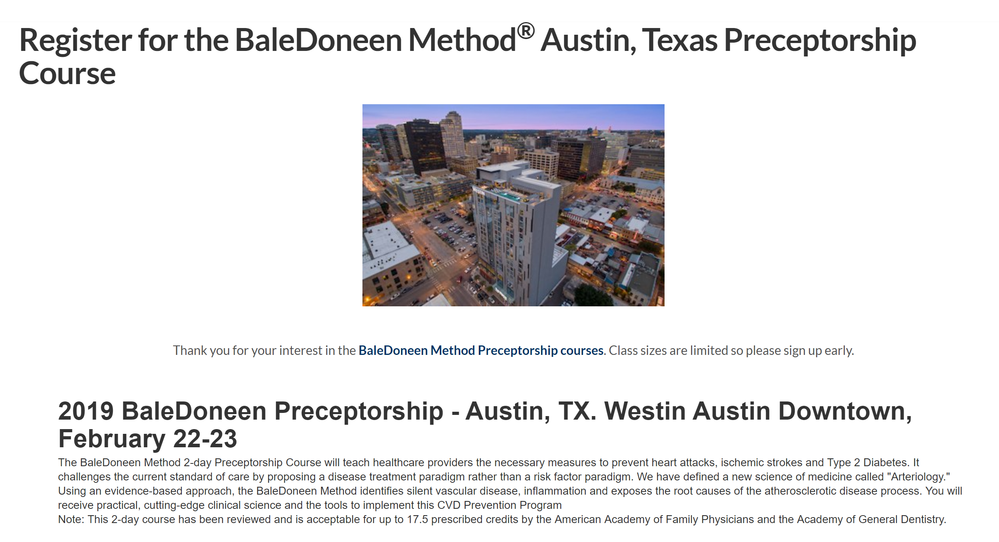 Register for the BaleDoneen Method® Austin, Texas Preceptorship
Course
WESTIN
Thank you for your interest in the BaleDoneen Method Preceptorship courses. Class sizes are limited so please sign up early.
2019 BaleDoneen Preceptorship - Austin, TX. Westin Austin Downtown,
February 22-23
The BaleDoneen Method 2-day Preceptorship Course will teach healthcare providers the necessary measures to prevent heart attacks, ischemic strokes and Type 2 Diabetes. It
challenges the current standard of care by proposing a disease treatment paradigm rather than a risk factor paradigm. We have defined a new science of medicine called "Arteriology."
Using an evidence-based approach, the BaleDoneen Method identifies silent vascular disease, inflammation and exposes the root causes of the atherosclerotic disease process. You will
receive practical, cutting-edge clinical science and the tools to implement this CVD Prevention Program
Note: This 2-day course has been reviewed and is acceptable for up to 17.5 prescribed credits by the American Academy of Family Physicians and the Academy of General Dentistry.